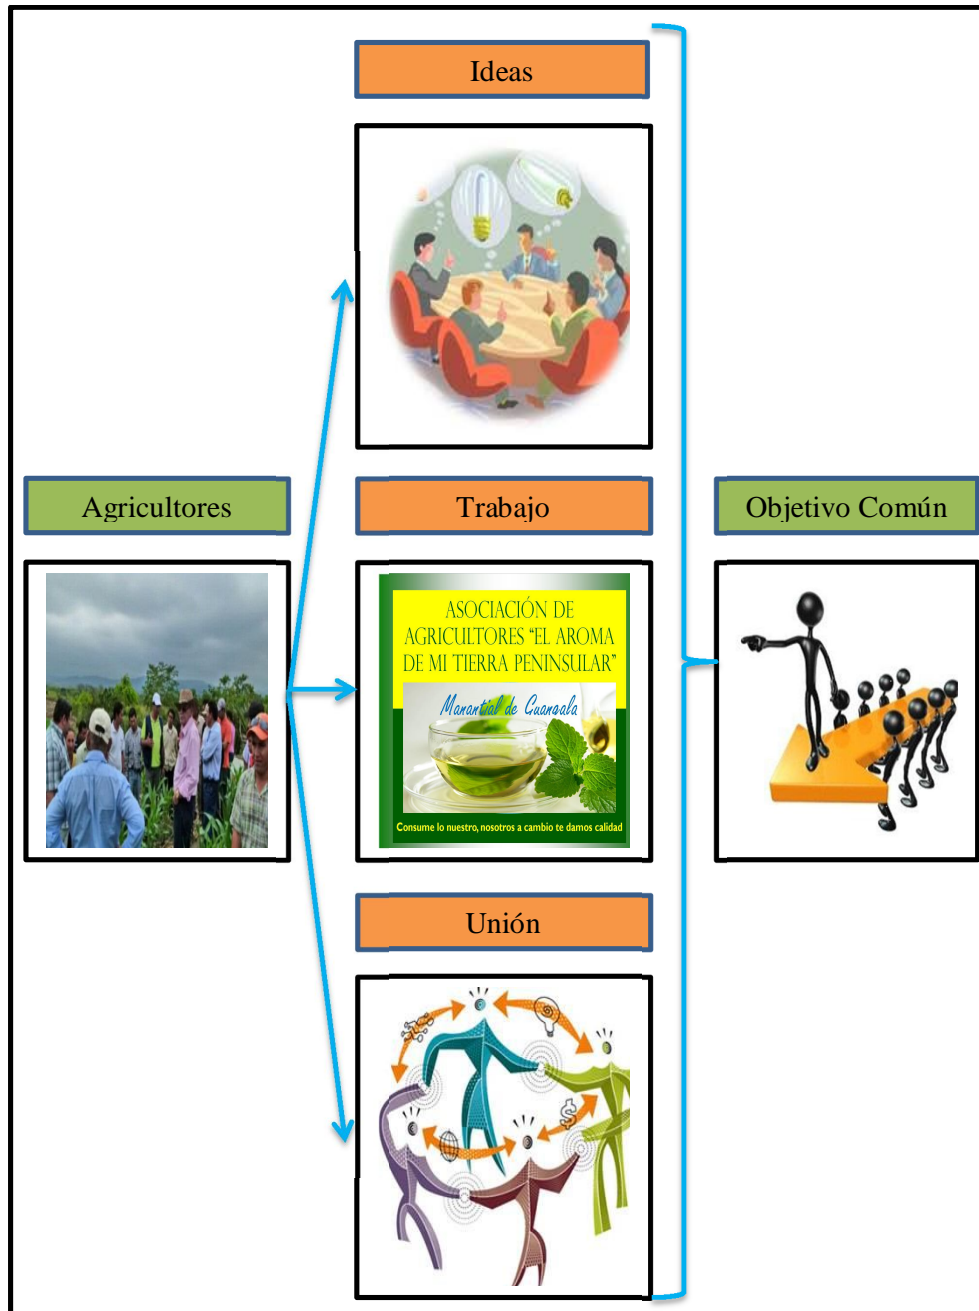 Ideas
Agricultores
Trabajo
Objetivo Común
ASOCIACIÓN DE
AGRICULTORES “EL AROMA
DE MI TIERRA PENINSULAR”
Manantial de Guangala
Consume lo nuestro, nosotros a cambio te damos calidad
Unión
$